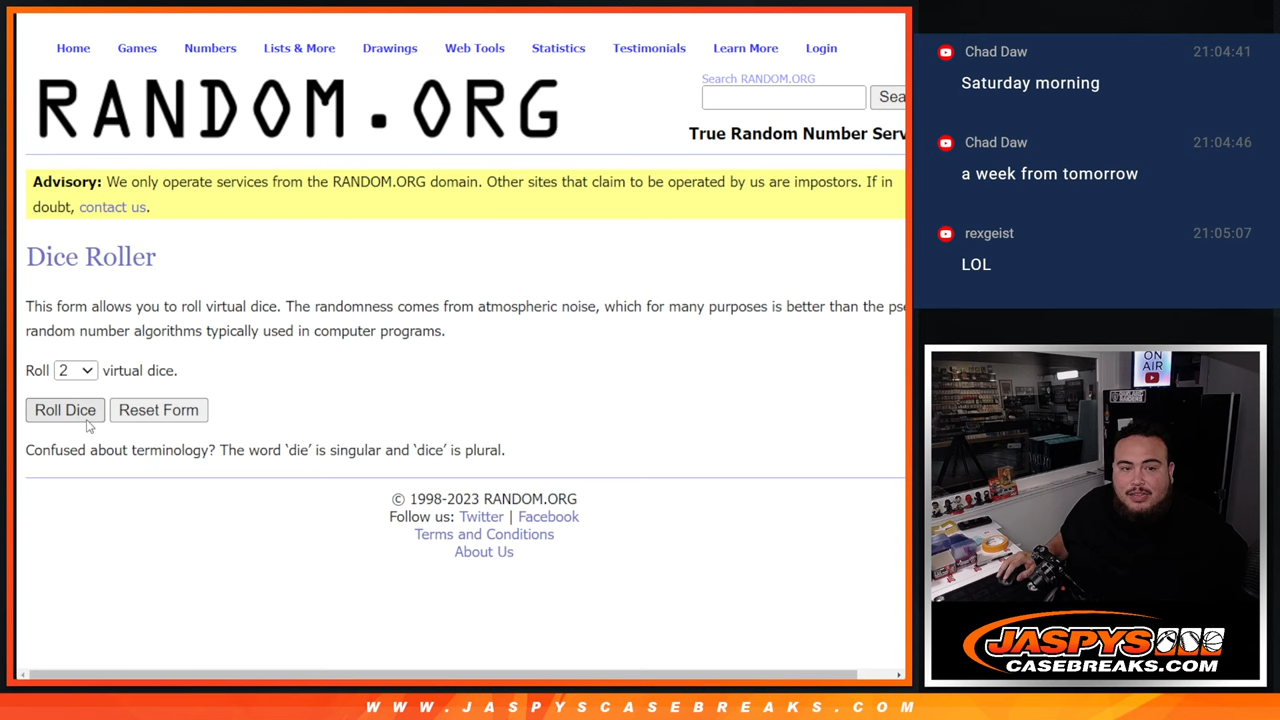 Home Games Numbers Lists & More Drawings Web Tools Statistics Testimonials Learn More Login
RANDOM.ORG
Search RANDOM.ORG
Sea
True Random Number Serv
Advisory: We only operate services from the RANDOM.ORG domain. Other sites that claim to be operated by us are impostors. If in
doubt, contact us.
Dice Roller
This form allows you to roll virtual dice. The randomness comes from atmospheric noise, which for many purposes is better than the pse
random number algorithms typically used in computer programs.
Roll 2 virtual dice.
Roll Dice Reset Form
Confused about terminology? The word ‘die’ is singular and ‘dice’ is plural.
© 1998-2023 RANDOM.ORG
Follow us: Twitter | Facebook
Terms and Conditions
About Us
Chad Daw 21:04:41
Saturday morning
Chad Daw 21:04:46
a week from tomorrow
rexgeist 21:05:07
LOL
ON
AIR
JASPYS
CASEBREAKS.COM
WWW.JASPYSCASEBREAKS.COM